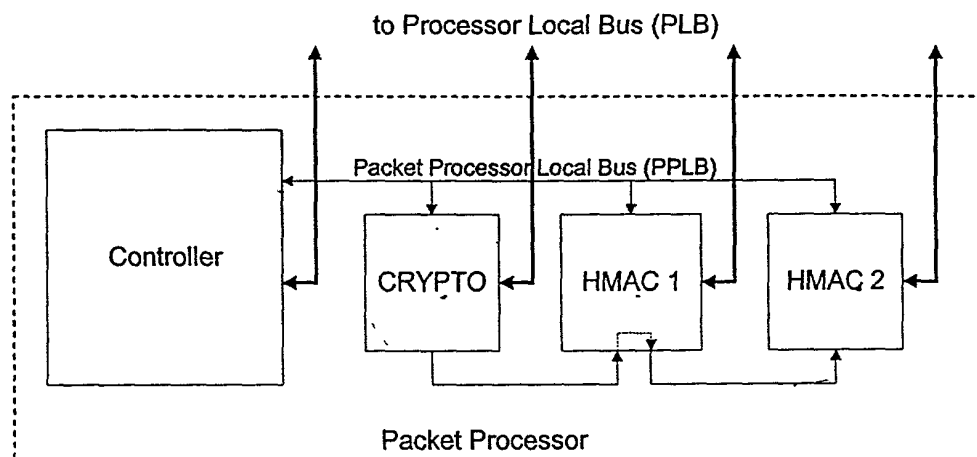 to Processor Local Bus (PLB)
Packet Processor Local Bus (PPLB)
Controller
CRYPTO
HMAC 1
HMAC 2
Packet Processor